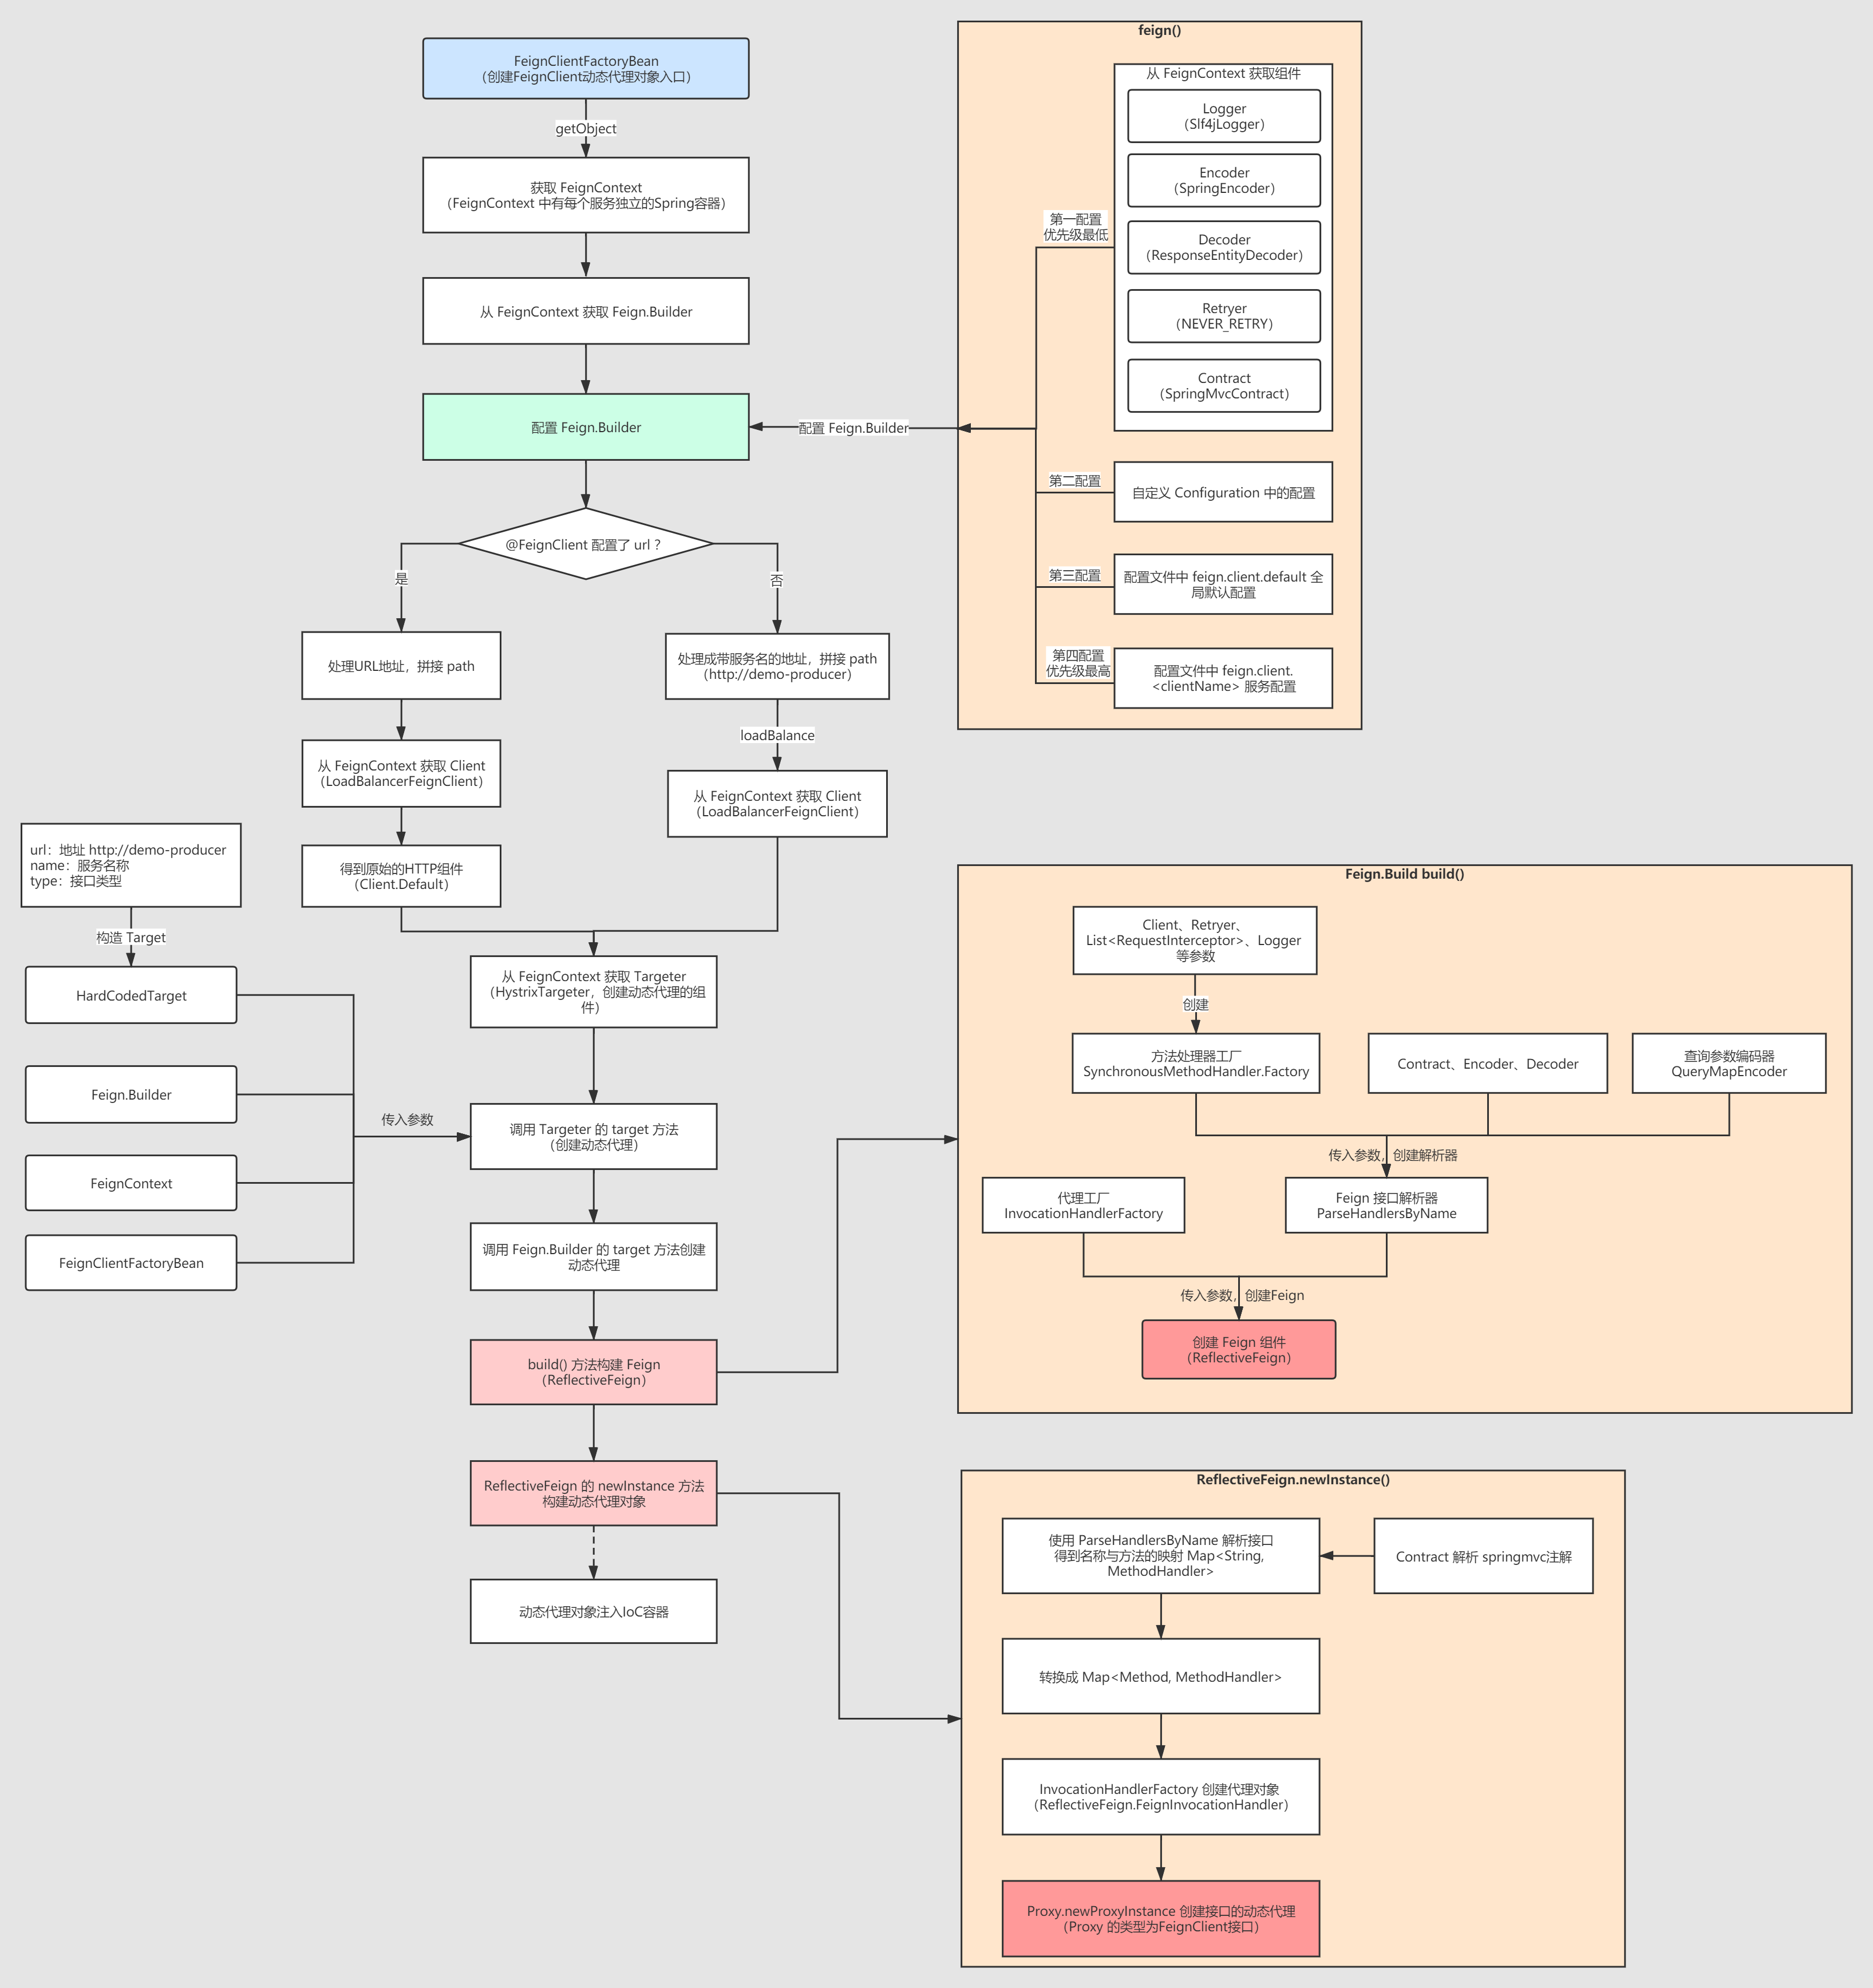 FeignClientFactoryBean
（创建FeignClient动态代理对象入口）
getObject
获取 FeignContext
（FeignContext 中有每个服务独立的Spring容器）
从 FeignContext 获取 Feign.Builder
配置 Feign.Builder
配置 Feign.Builder
feign()
从 FeignContext 获取组件
Logger
（Slf4jLogger）
Encoder
（SpringEncoder）
Decoder
（ResponseEntityDecoder）
Retryer
（NEVER_RETRY）
Contract
（SpringMvcContract）
第一配置
优先级最低
第二配置
自定义 Configuration 中的配置
第三配置
配置文件中 feign.client.default 全
局默认配置
第四配置
优先级最高
配置文件中 feign.client.
<clientName> 服务配置
@FeignClient 配置了 url ？
是
否
处理URL地址，拼接 path
处理成带服务名的地址，拼接 path
（http://demo-producer）
loadBalance
从 FeignContext 获取 Client
（LoadBalancerFeignClient）
从 FeignContext 获取 Client
（LoadBalancerFeignClient）
得到原始的HTTP组件
（Client.Default）
url：地址 http://demo-producer
name：服务名称
type：接口类型
构造 Target
HardCodedTarget
Feign.Builder
FeignContext
FeignClientFactoryBean
传入参数
从 FeignContext 获取 Targeter
（HystrixTargeter，创建动态代理的组
件）
调用 Targeter 的 target 方法
（创建动态代理）
调用 Feign.Builder 的 target 方法创建
动态代理
build() 方法构建 Feign
（ReflectiveFeign）
ReflectiveFeign 的 newInstance 方法
构建动态代理对象
动态代理对象注入IoC容器
Feign.Build build()
Client、Retryer、
List<RequestInterceptor>、Logger
等参数
创建
方法处理器工厂
SynchronousMethodHandler.Factory
Contract、Encoder、Decoder
查询参数编码器
QueryMapEncoder
传入参数，创建解析器
代理工厂
InvocationHandlerFactory
Feign 接口解析器
ParseHandlersByName
传入参数，创建Feign
创建 Feign 组件
（ReflectiveFeign）
ReflectiveFeign.newInstance()
使用 ParseHandlersByName 解析接口
得到名称与方法的映射 Map<String,
MethodHandler>
Contract 解析 springmvc注解
转换成 Map<Method, MethodHandler>
InvocationHandlerFactory 创建代理对象
（ReflectiveFeign.FeignInvocationHandler）
Proxy.newProxyInstance 创建接口的动态代理
（Proxy 的类型为FeignClient接口）